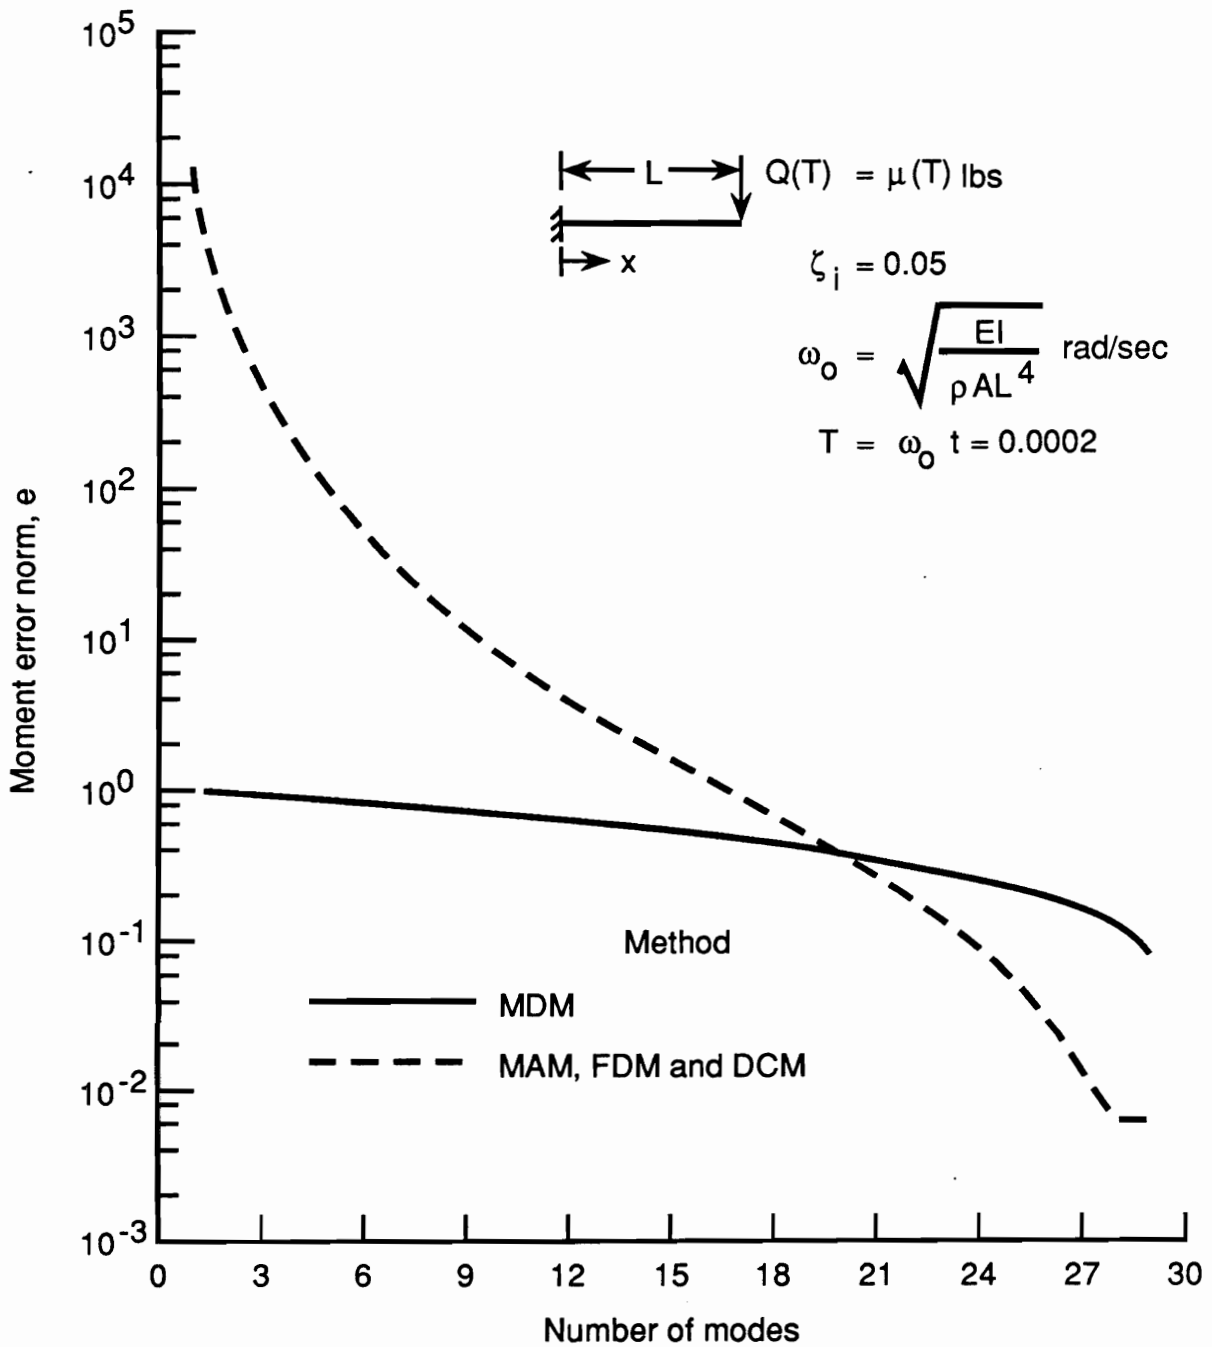 10^5
10^4
10^3
10^2
10^1
10^0
10^-1
10^-2
10^-3
Moment error norm, e
L
Q(T) = μ(T) lbs
x
ζ_i = 0.05
ω_o = √(EI / ρAL^4) rad/sec
T = ω_o t = 0.0002
Method
MDM
MAM, FDM and DCM
0 3 6 9 12 15 18 21 24 27 30
Number of modes